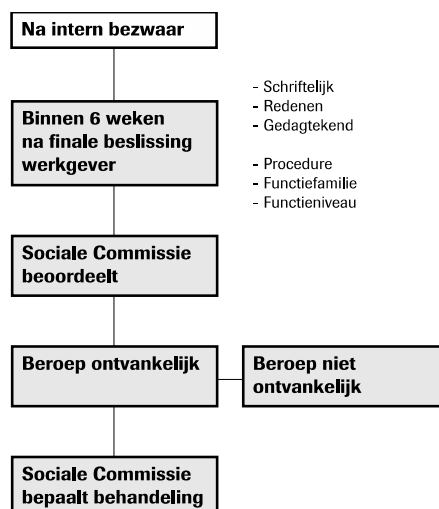 Na intern bezwaar
Binnen 6 weken
na finale beslissing
werkgever
- Schriftelijk
- Redenen
- Gedagtekend
- Procedure
- Functiefamilie
- Functieniveau
Sociale Commissie
beoordeelt
Beroep ontvankelijk
Beroep niet
ontvankelijk
Sociale Commissie
bepaalt behandeling